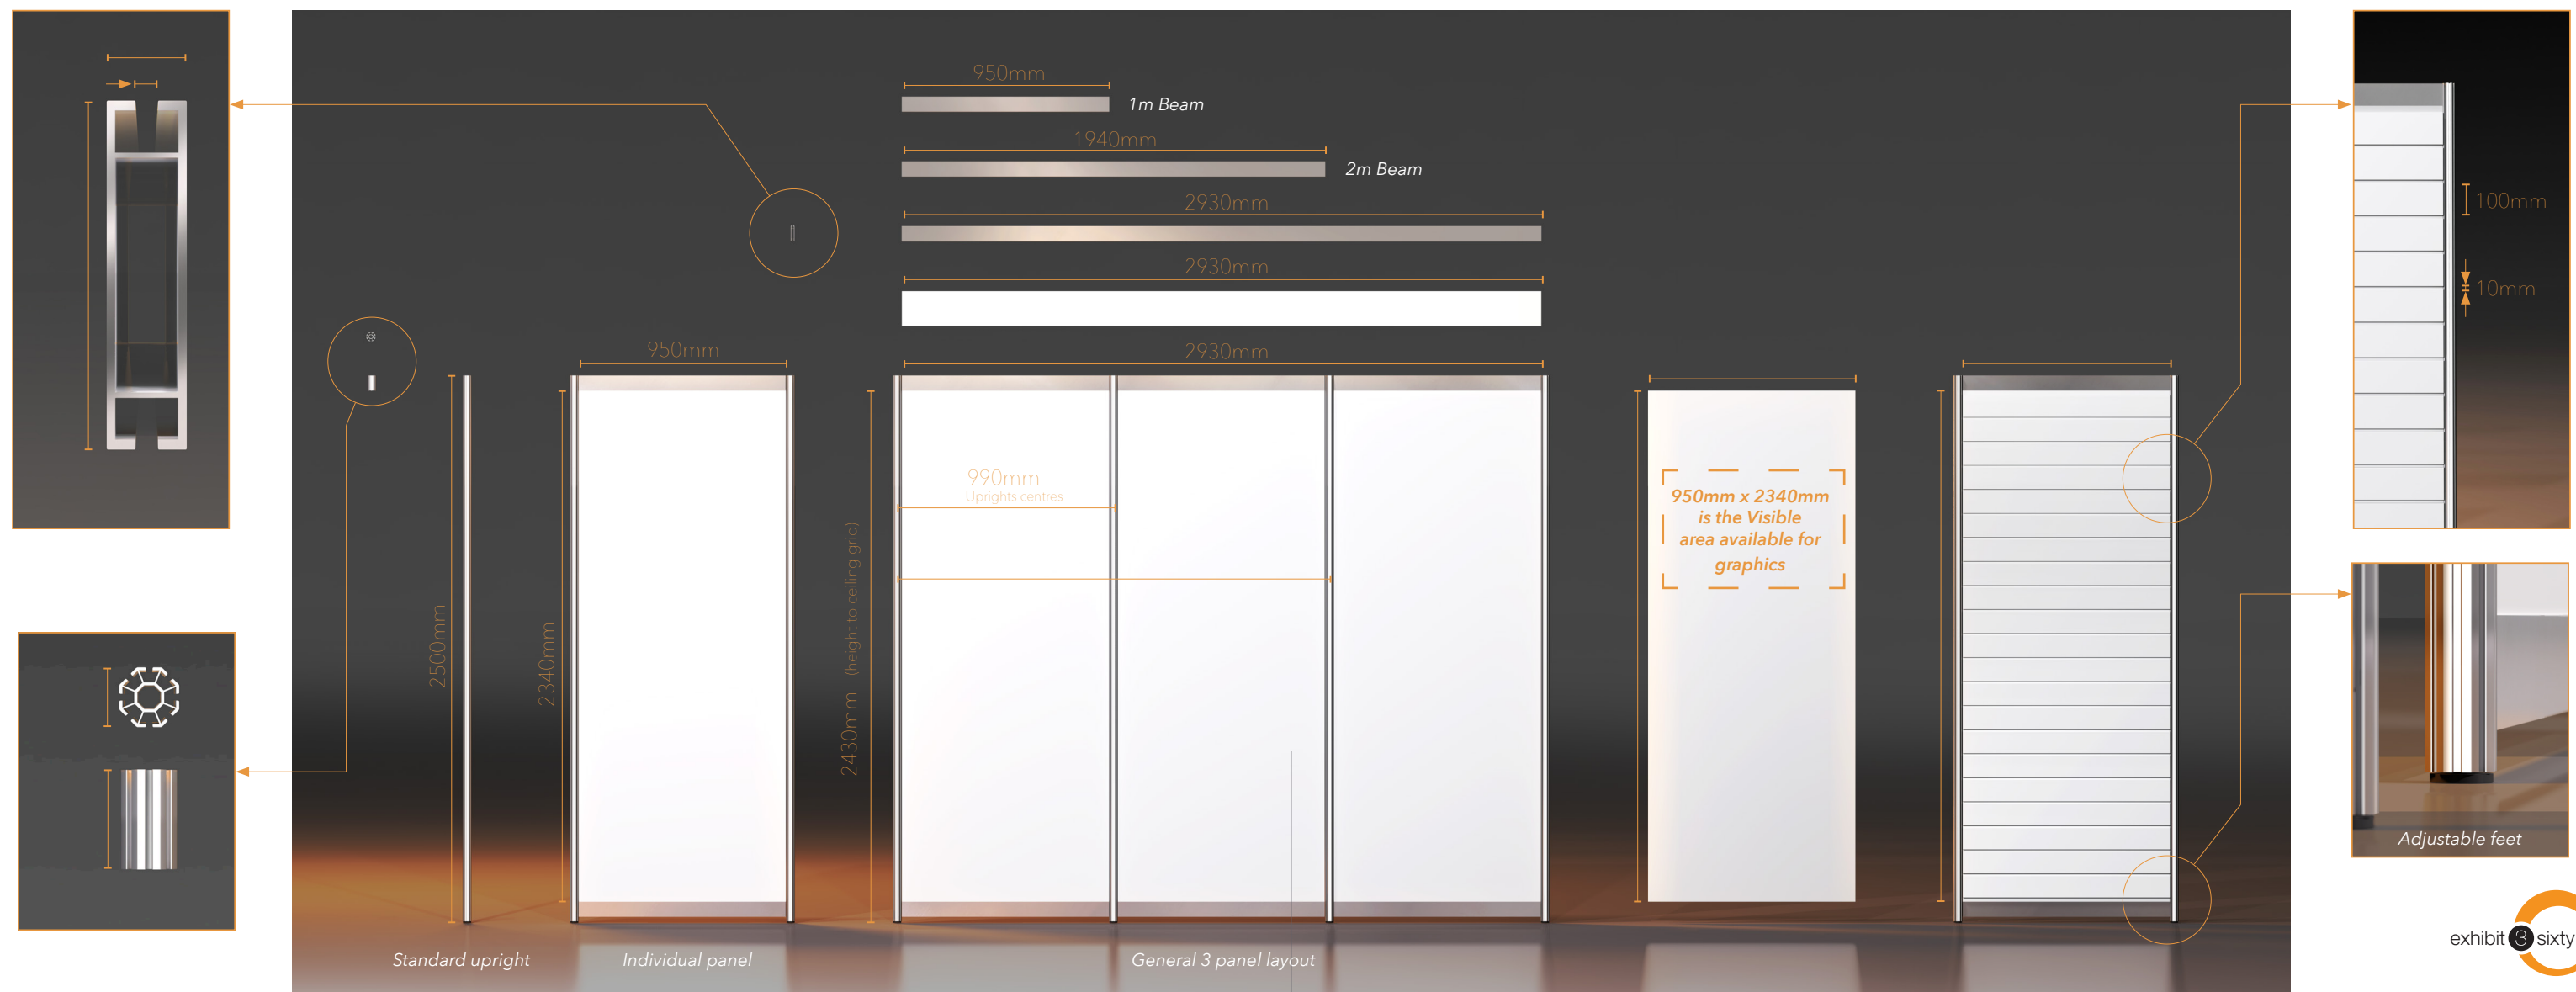 950mm
1m Beam
1940mm
2m Beam
2930mm
2930mm
2930mm
950mm
990mm
Uprights centres
2500mm
2340mm
2430mm (height to ceiling grid)
950mm x 2340mm
is the Visible
area available for
graphics
100mm
10mm
Standard upright
Individual panel
General 3 panel layout
Adjustable feet
exhibit 3 sixty